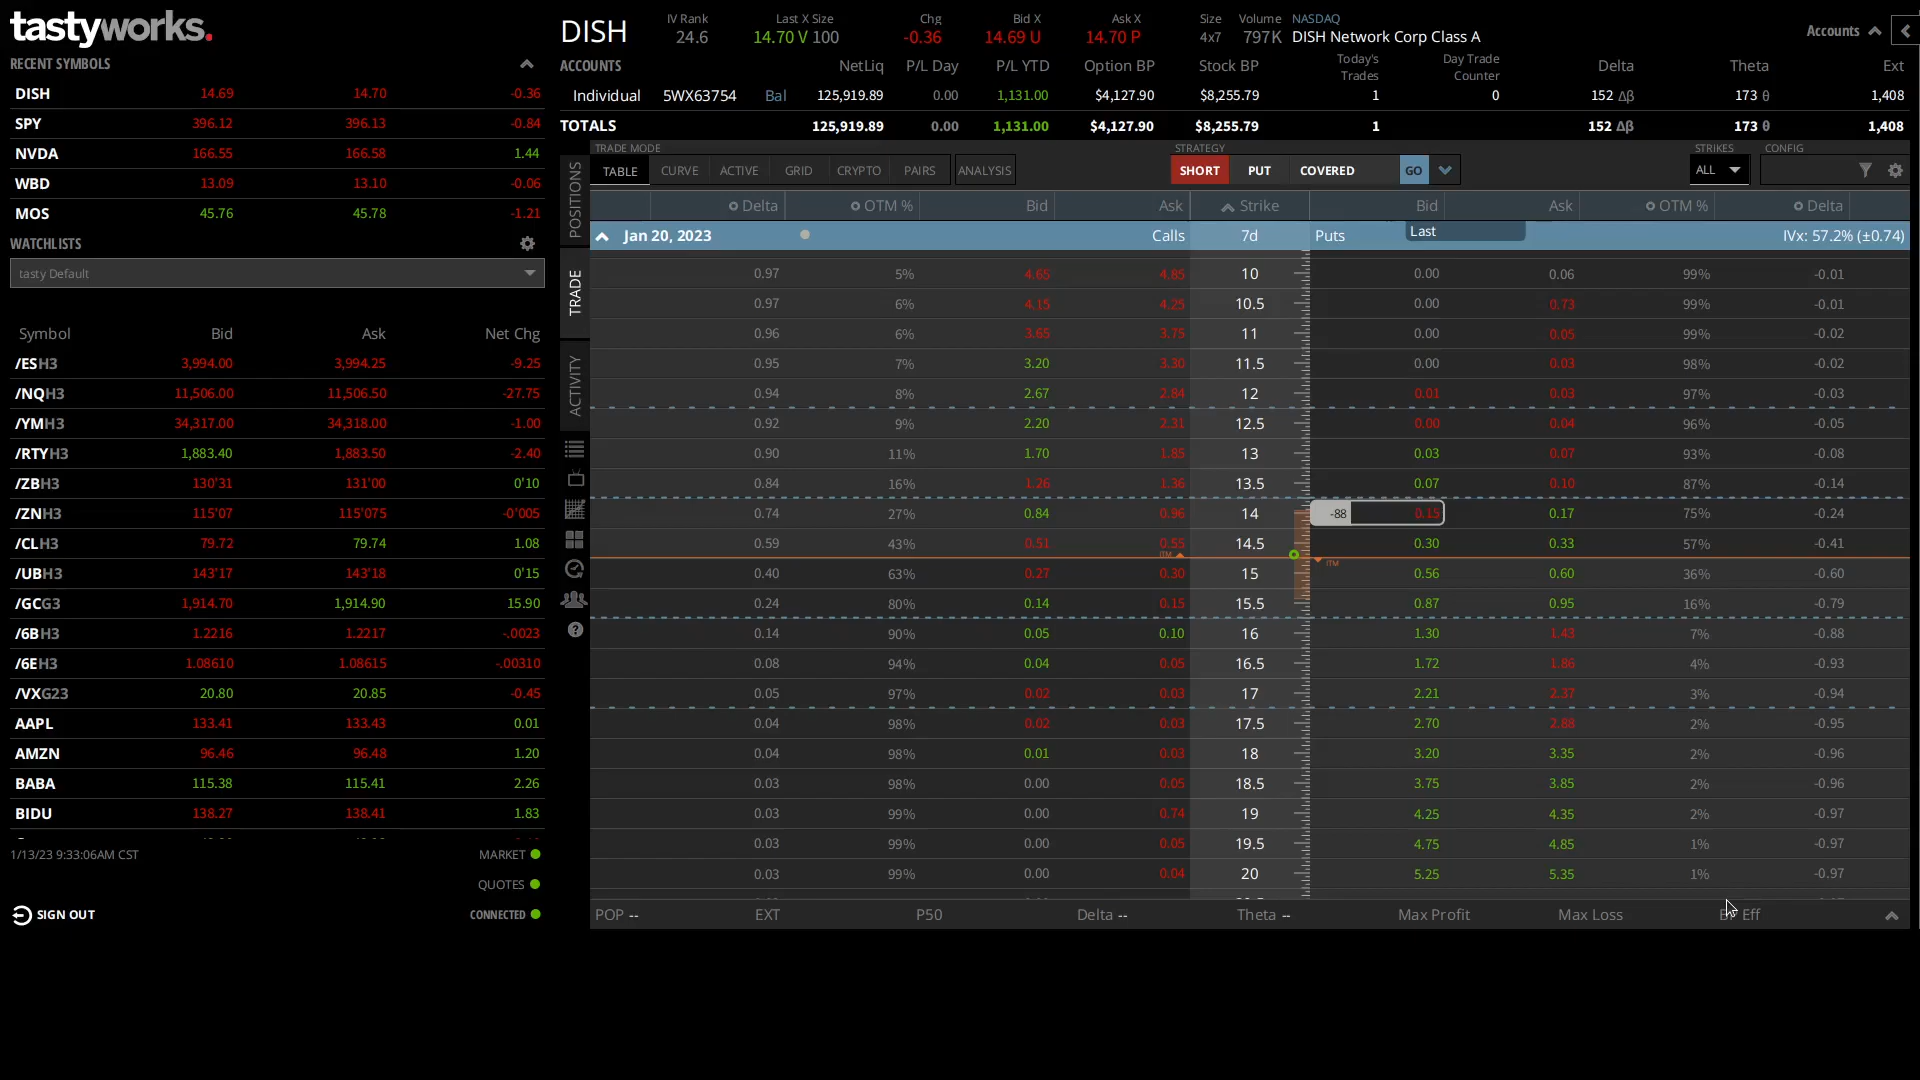 tastyworks.
RECENT SYMBOLS
DISH 14.69 14.70 -0.36
SPY 396.12 396.13 -0.84
NVDA 166.55 166.58 1.44
WBD 13.09 13.10 -0.06
MOS 45.76 45.78 -1.21
WATCHLISTS
tasty Default
Symbol Bid Ask Net Chg
/ESH3 3,994.00 3,994.25 -9.25
/NQH3 11,506.00 11,506.50 -27.75
/YMH3 34,317.00 34,318.00 -1.00
/RTYH3 1,883.40 1,883.50 -2.40
/ZBH3 130'31 131'00 0'10
/ZNH3 115'07 115'075 -0'005
/CLH3 79.72 79.74 1.08
/UBH3 143'17 143'18 0'15
/GCG3 1,914.70 1,914.90 15.90
/6BH3 1.2216 1.2217 -.0023
/6EH3 1.08610 1.08615 -.00310
/VXG23 20.80 20.85 -0.45
AAPL 133.41 133.43 0.01
AMZN 96.46 96.48 1.20
BABA 115.38 115.41 2.26
BIDU 138.27 138.41 1.83
1/13/23 9:33:06AM CST MARKET
QUOTES
SIGN OUT CONNECTED
DISH
IV Rank Last X Size Chg Bid X Ask X Size Volume NASDAQ
24.6 14.70 V 100 -0.36 14.69 U 14.70 P 4x7 797K DISH Network Corp Class A
Accounts
ACCOUNTS NetLiq P/L Day P/L YTD Option BP Stock BP Today's Trades Day Trade Counter Delta Theta Ext
Individual 5WX63754 Bal 125,919.89 0.00 1,131.00 $4,127.90 $8,255.79 1 0 152 Δβ 173 θ 1,408
TOTALS 125,919.89 0.00 1,131.00 $4,127.90 $8,255.79 1 152 Δβ 173 θ 1,408
POSITIONS
TRADE
ACTIVITY
TRADE MODE STRATEGY STRIKES CONFIG
TABLE CURVE ACTIVE GRID CRYPTO PAIRS ANALYSIS SHORT PUT COVERED GO ALL
Delta OTM % Bid Ask Strike Bid Ask OTM % Delta
Jan 20, 2023 Calls 7d Puts Last IVx: 57.2% (±0.74)
0.97 5% 4.65 4.85 10 0.00 0.06 99% -0.01
0.97 6% 4.15 4.25 10.5 0.00 0.73 99% -0.01
0.96 6% 3.65 3.75 11 0.00 0.05 99% -0.02
0.95 7% 3.20 3.30 11.5 0.00 0.03 98% -0.02
0.94 8% 2.67 2.84 12 0.01 0.03 97% -0.03
0.92 9% 2.20 2.31 12.5 0.00 0.04 96% -0.05
0.90 11% 1.70 1.85 13 0.03 0.07 93% -0.08
0.84 16% 1.26 1.36 13.5 0.07 0.10 87% -0.14
0.74 27% 0.84 0.96 14 -88 0.15 0.17 75% -0.24
0.59 43% 0.51 0.55 14.5 0.30 0.33 57% -0.41
ITM ITM
0.40 63% 0.27 0.30 15 0.56 0.60 36% -0.60
0.24 80% 0.14 0.15 15.5 0.87 0.95 16% -0.79
0.14 90% 0.05 0.10 16 1.30 1.43 7% -0.88
0.08 94% 0.04 0.05 16.5 1.72 1.86 4% -0.93
0.05 97% 0.02 0.03 17 2.21 2.37 3% -0.94
0.04 98% 0.02 0.03 17.5 2.70 2.88 2% -0.95
0.04 98% 0.01 0.03 18 3.20 3.35 2% -0.96
0.03 98% 0.00 0.05 18.5 3.75 3.85 2% -0.96
0.03 99% 0.00 0.74 19 4.25 4.35 2% -0.97
0.03 99% 0.00 0.05 19.5 4.75 4.85 1% -0.97
0.03 99% 0.00 0.04 20 5.25 5.35 1% -0.97
POP -- EXT P50 Delta -- Theta -- Max Profit Max Loss BP Eff